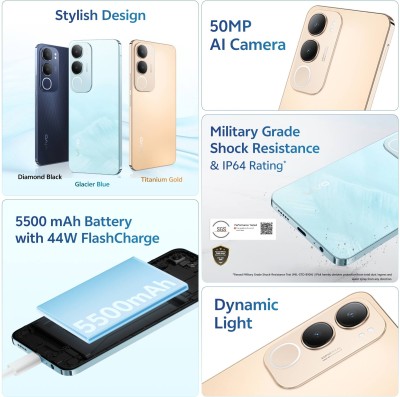 Stylish Design
Diamond Black
Glacier Blue
Titanium Gold
50MP
AI Camera
Military Grade
Shock Resistance
& IP64 Rating*
SGS
5500 mAh Battery
with 44W FlashCharge
5500mAh
Dynamic
Light